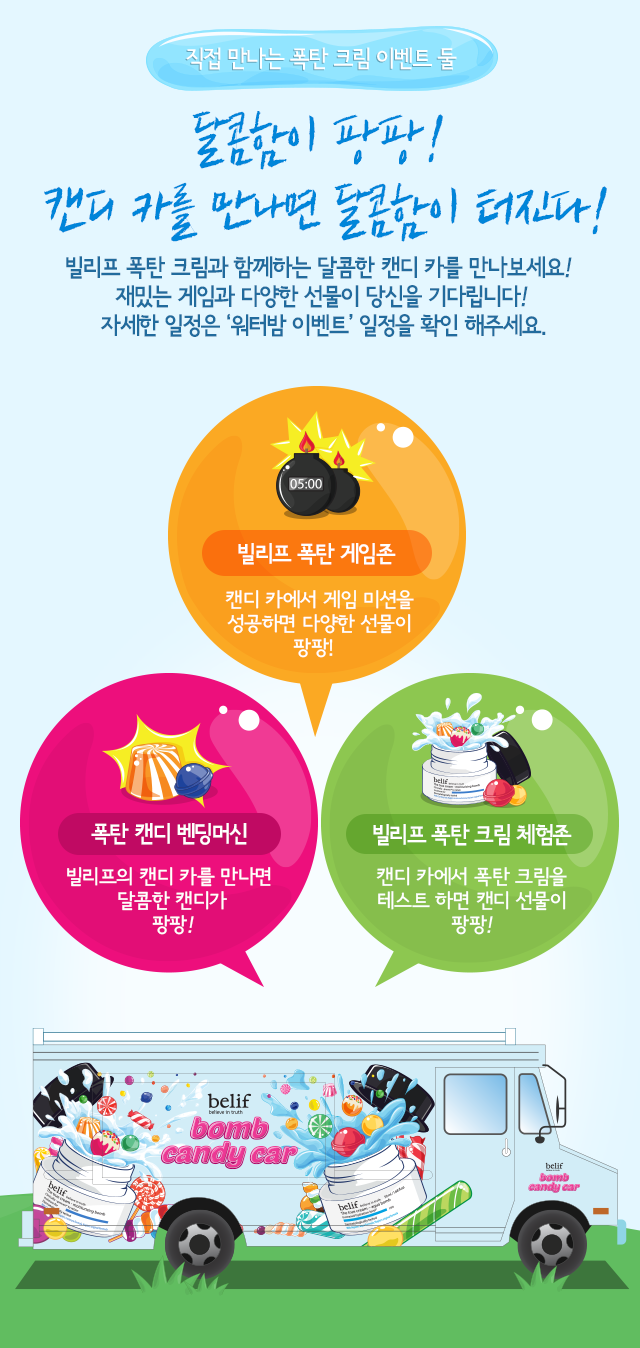 직접 만나는 폭탄 크림 이벤트 둘
달콤함이 팡팡!
캔디 카를 만나면 달콤함이 터진다!
빌리프 폭탄 크림과 함께하는 달콤한 캔디 카를 만나보세요!
재밌는 게임과 다양한 선물이 당신을 기다립니다!
자세한 일정은 ‘워터밤 이벤트’ 일정을 확인 해주세요.
05:00
빌리프 폭탄 게임존
캔디 카에서 게임 미션을
성공하면 다양한 선물이
팡팡!
폭탄 캔디 벤딩머신
빌리프의 캔디 카를 만나면
달콤한 캔디가
팡팡!
belif
빌리프 폭탄 크림 체험존
캔디 카에서 폭탄 크림을
테스트 하면 캔디 선물이
팡팡!
belif
believe in truth
bomb
candy car
belif
belif
belif
bomb
candy car